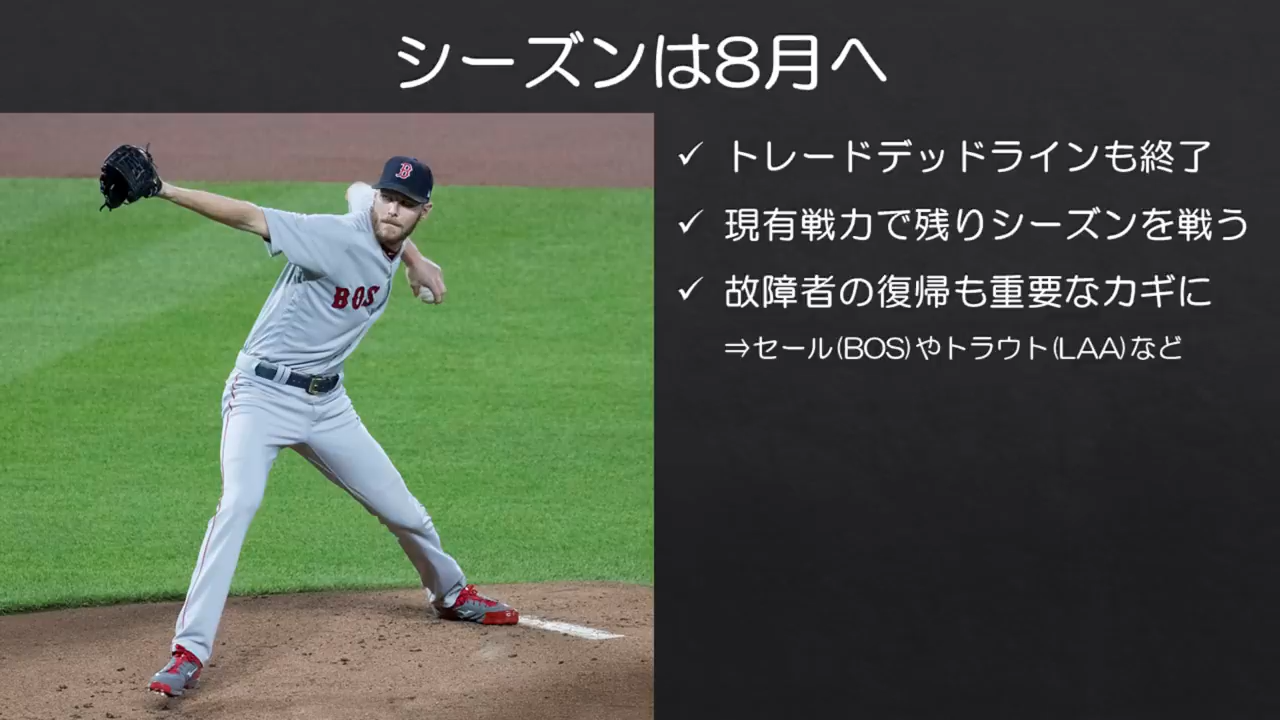 シーズンは8月へ
✓ トレードデッドラインも終了
✓ 現有戦力で残りシーズンを戦う
✓ 故障者の復帰も重要なカギに
⇒セール(BOS)やトラウト(LAA)など
B
BOS